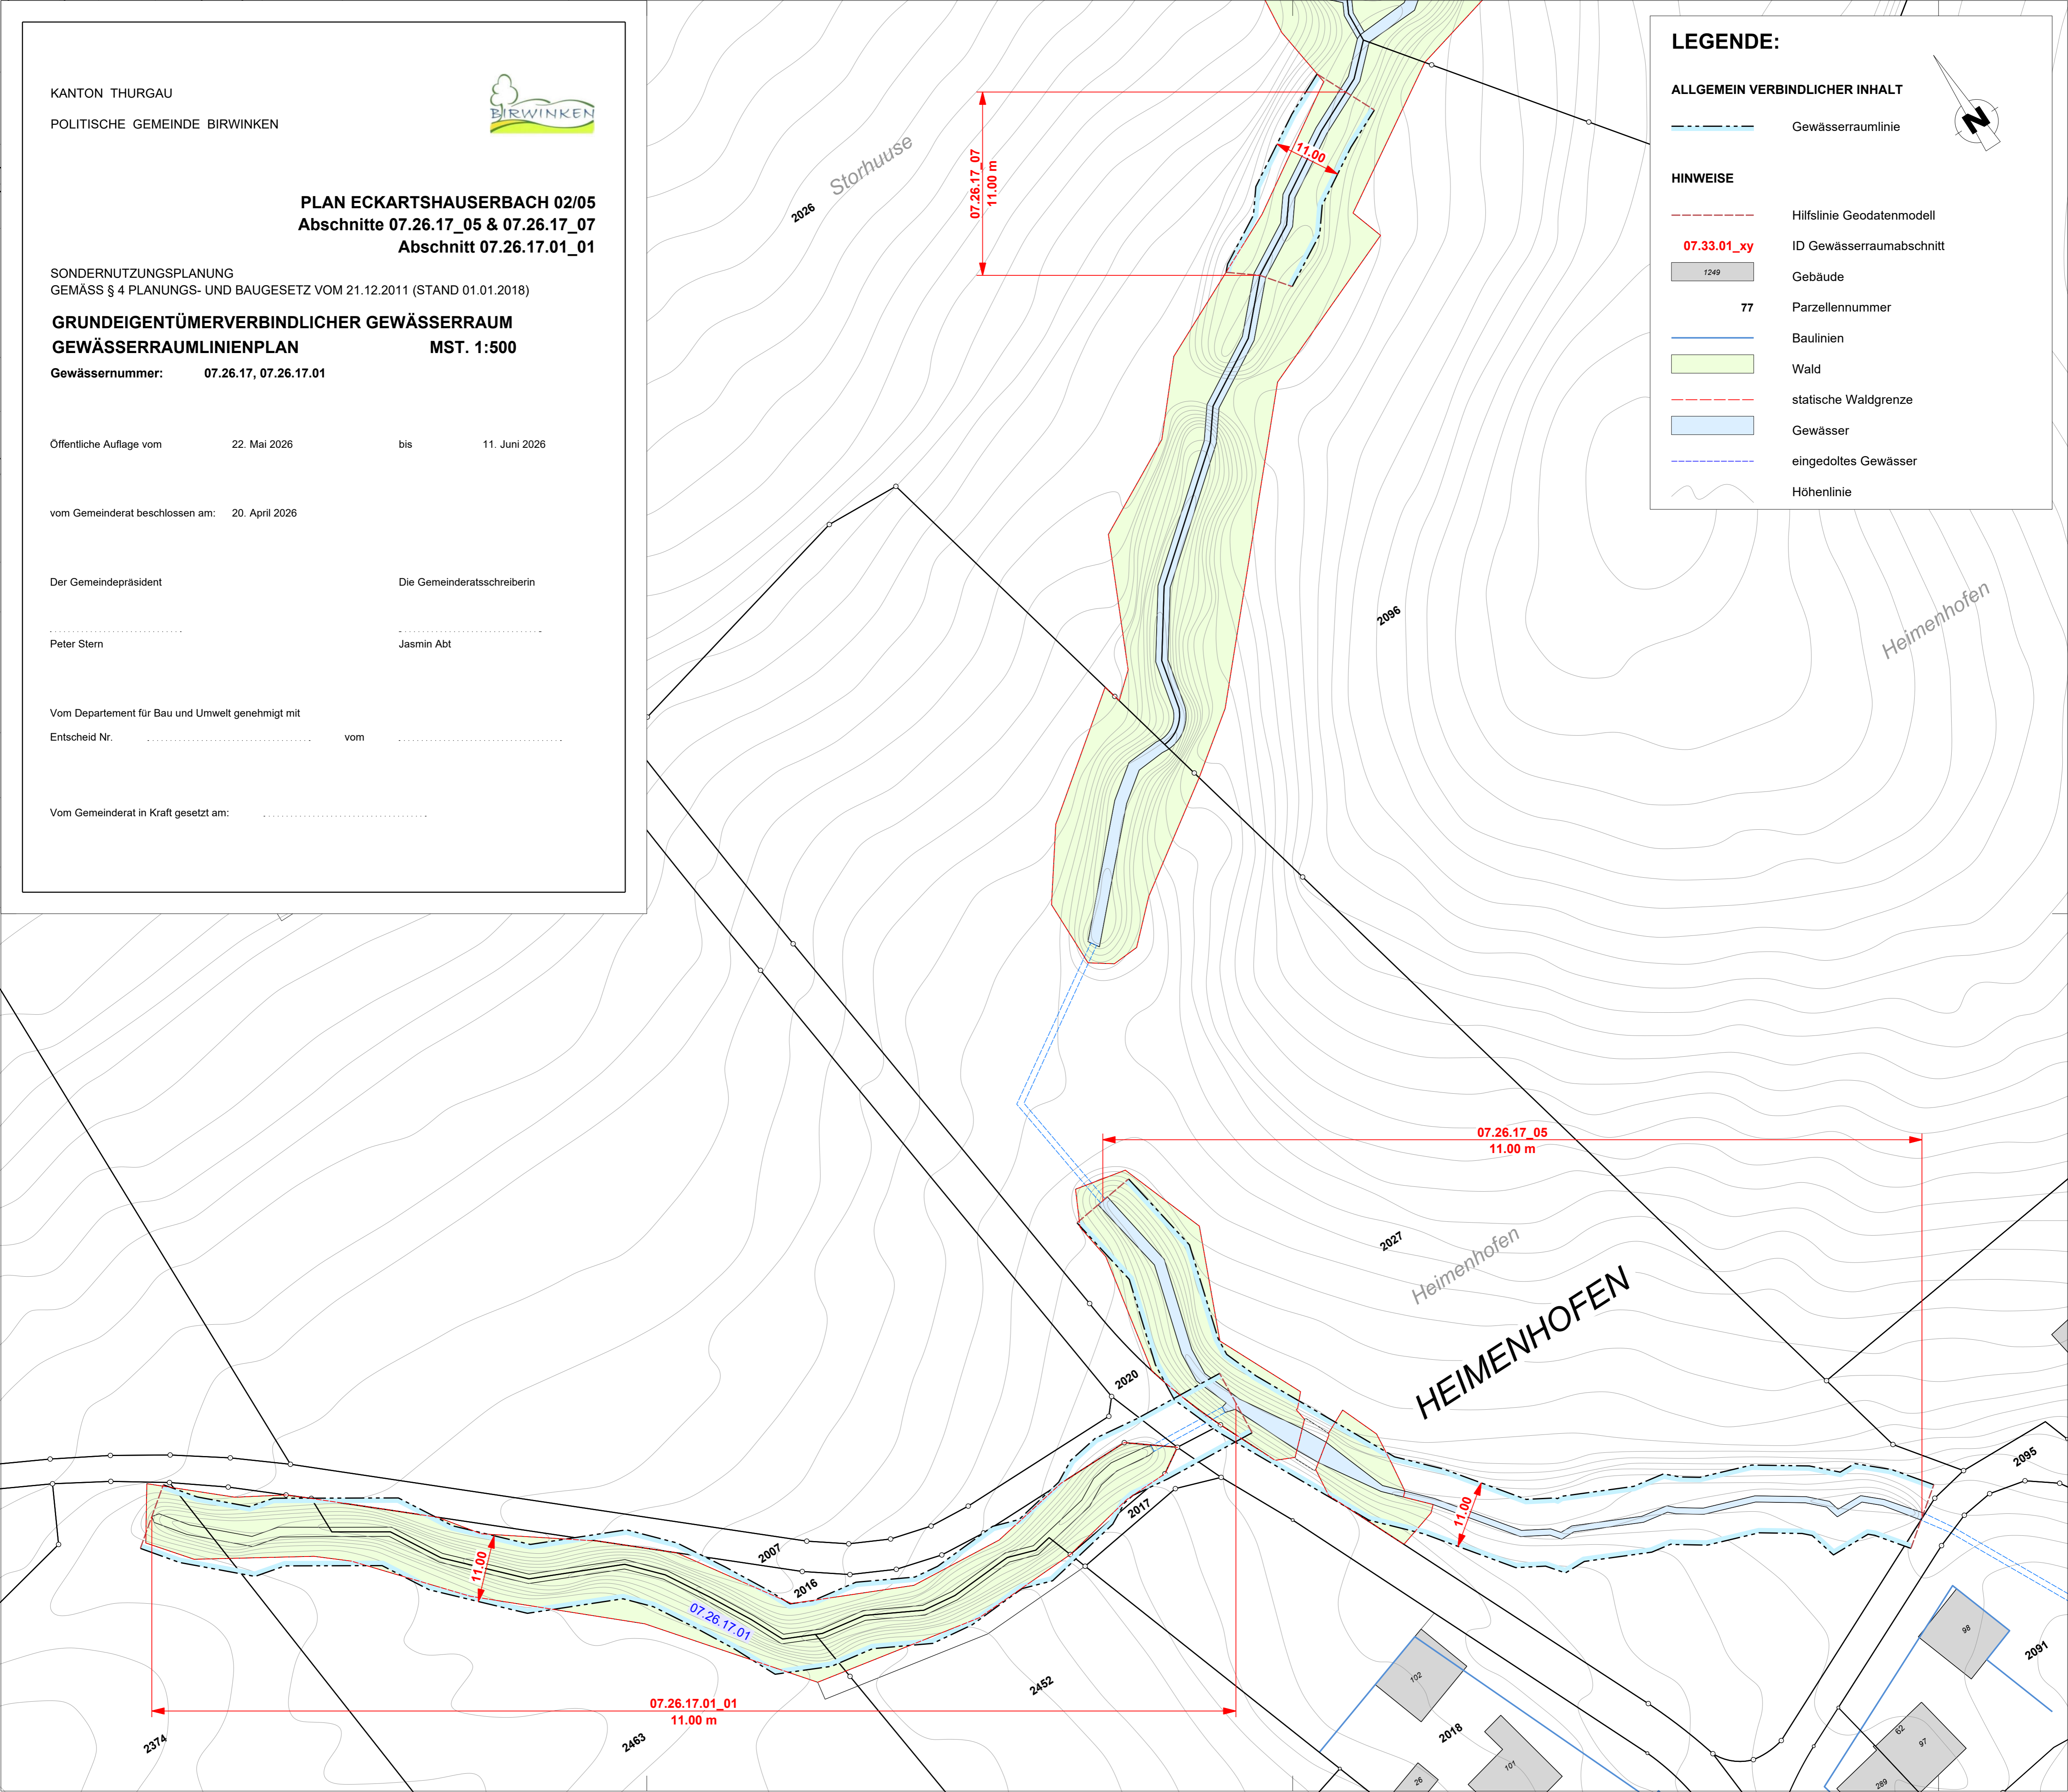 KANTON THURGAU
POLITISCHE GEMEINDE BIRWINKEN
BIRWINKEN
PLAN ECKARTSHAUSERBACH 02/05
Abschnitte 07.26.17_05 & 07.26.17_07
Abschnitt 07.26.17.01_01
SONDERNUTZUNGSPLANUNG
GEMÄSS § 4 PLANUNGS- UND BAUGESETZ VOM 21.12.2011 (STAND 01.01.2018)
GRUNDEIGENTÜMERVERBINDLICHER GEWÄSSERRAUM
GEWÄSSERRAUMLINIENPLAN MST. 1:500
Gewässernummer: 07.26.17, 07.26.17.01
Öffentliche Auflage vom 22. Mai 2026 bis 11. Juni 2026
vom Gemeinderat beschlossen am: 20. April 2026
Der Gemeindepräsident Die Gemeinderatsschreiberin
Peter Stern Jasmin Abt
Vom Departement für Bau und Umwelt genehmigt mit
Entscheid Nr. vom
Vom Gemeinderat in Kraft gesetzt am:
LEGENDE:
ALLGEMEIN VERBINDLICHER INHALT
N
Gewässerraumlinie
HINWEISE
Hilfslinie Geodatenmodell
07.33.01_xy ID Gewässerraumabschnitt
1249 Gebäude
77 Parzellennummer
Baulinien
Wald
statische Waldgrenze
Gewässer
eingedoltes Gewässer
Höhenlinie
Storhuuse
2026
07.26.17_07
11.00 m
11.00
2096
Heimenhofen
07.26.17_05
11.00 m
2027
Heimenhofen
HEIMENHOFEN
2020
2095
11.00
2017
2007
2016
11.00
07.26.17.01
2452
07.26.17.01_01
11.00 m
2374
2463
102
98
2091
2018
62
97
101
26
289